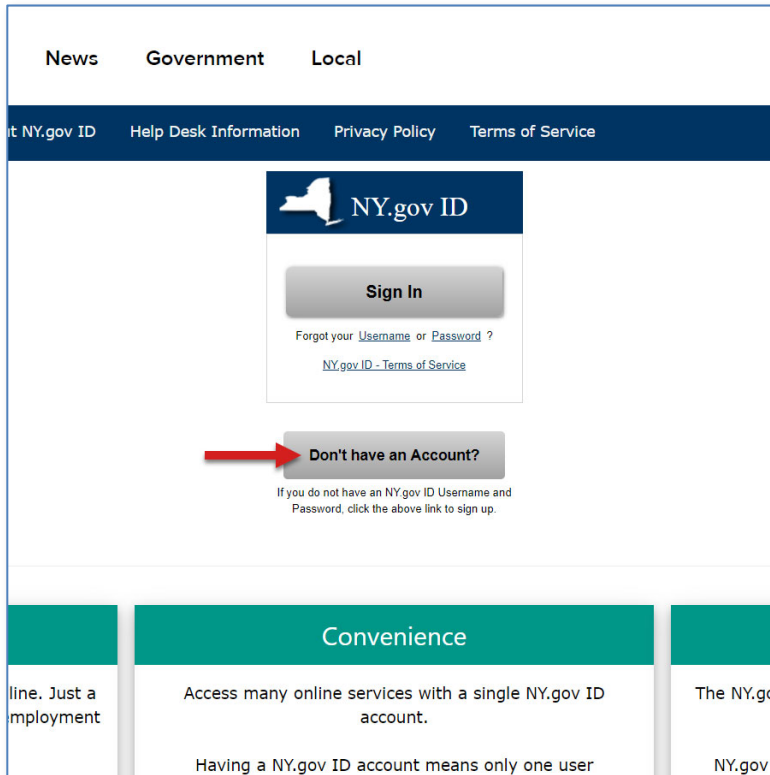 News Government Local
NY.gov ID Help Desk Information Privacy Policy Terms of Service
NY.gov ID
Sign In
Forgot your Username or Password ?
NY.gov ID - Terms of Service
Don't have an Account?
If you do not have an NY.gov ID Username and
Password, click the above link to sign up.
Convenience
line. Just a
Access many online services with a single NY.gov ID
The NY.go
mployment
account.
Having a NY.gov ID account means only one user
NY.gov